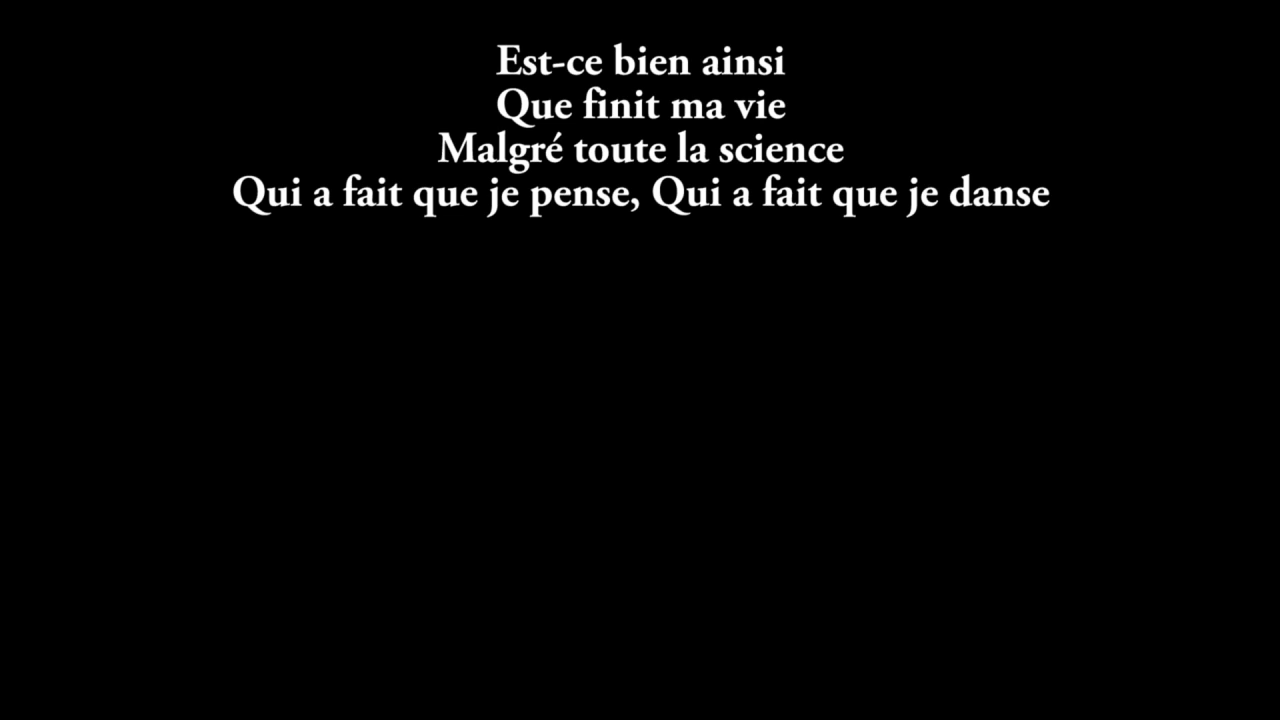 Est-ce bien ainsi
Que finit ma vie
Malgré toute la science
Qui a fait que je pense, Qui a fait que je danse